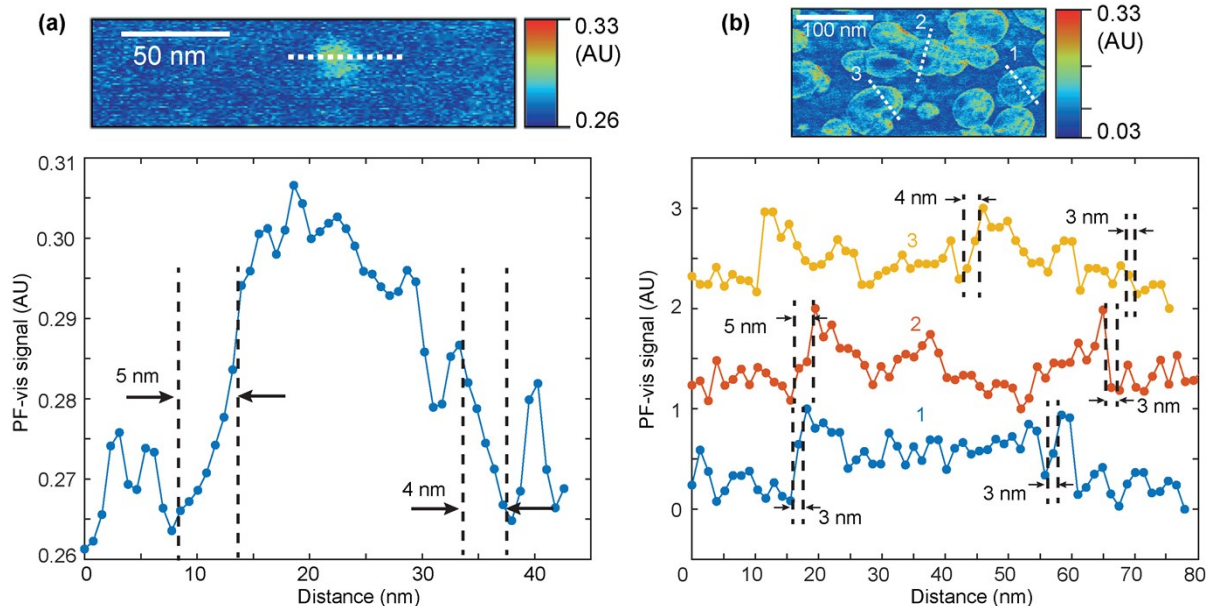 (a)
50 nm
0.33
(AU)
0.26
(b)
100 nm
2
1
3
0.33
(AU)
0.03
0.31
0.30
0.29
0.28
0.27
0.26
PF-vis signal (AU)
5 nm
4 nm
0 10 20 30 40
Distance (nm)
3
2
1
0
PF-vis signal (AU)
4 nm
3 nm
3
5 nm
2
3 nm
1
3 nm
3 nm
0 10 20 30 40 50 60 70 80
Distance (nm)